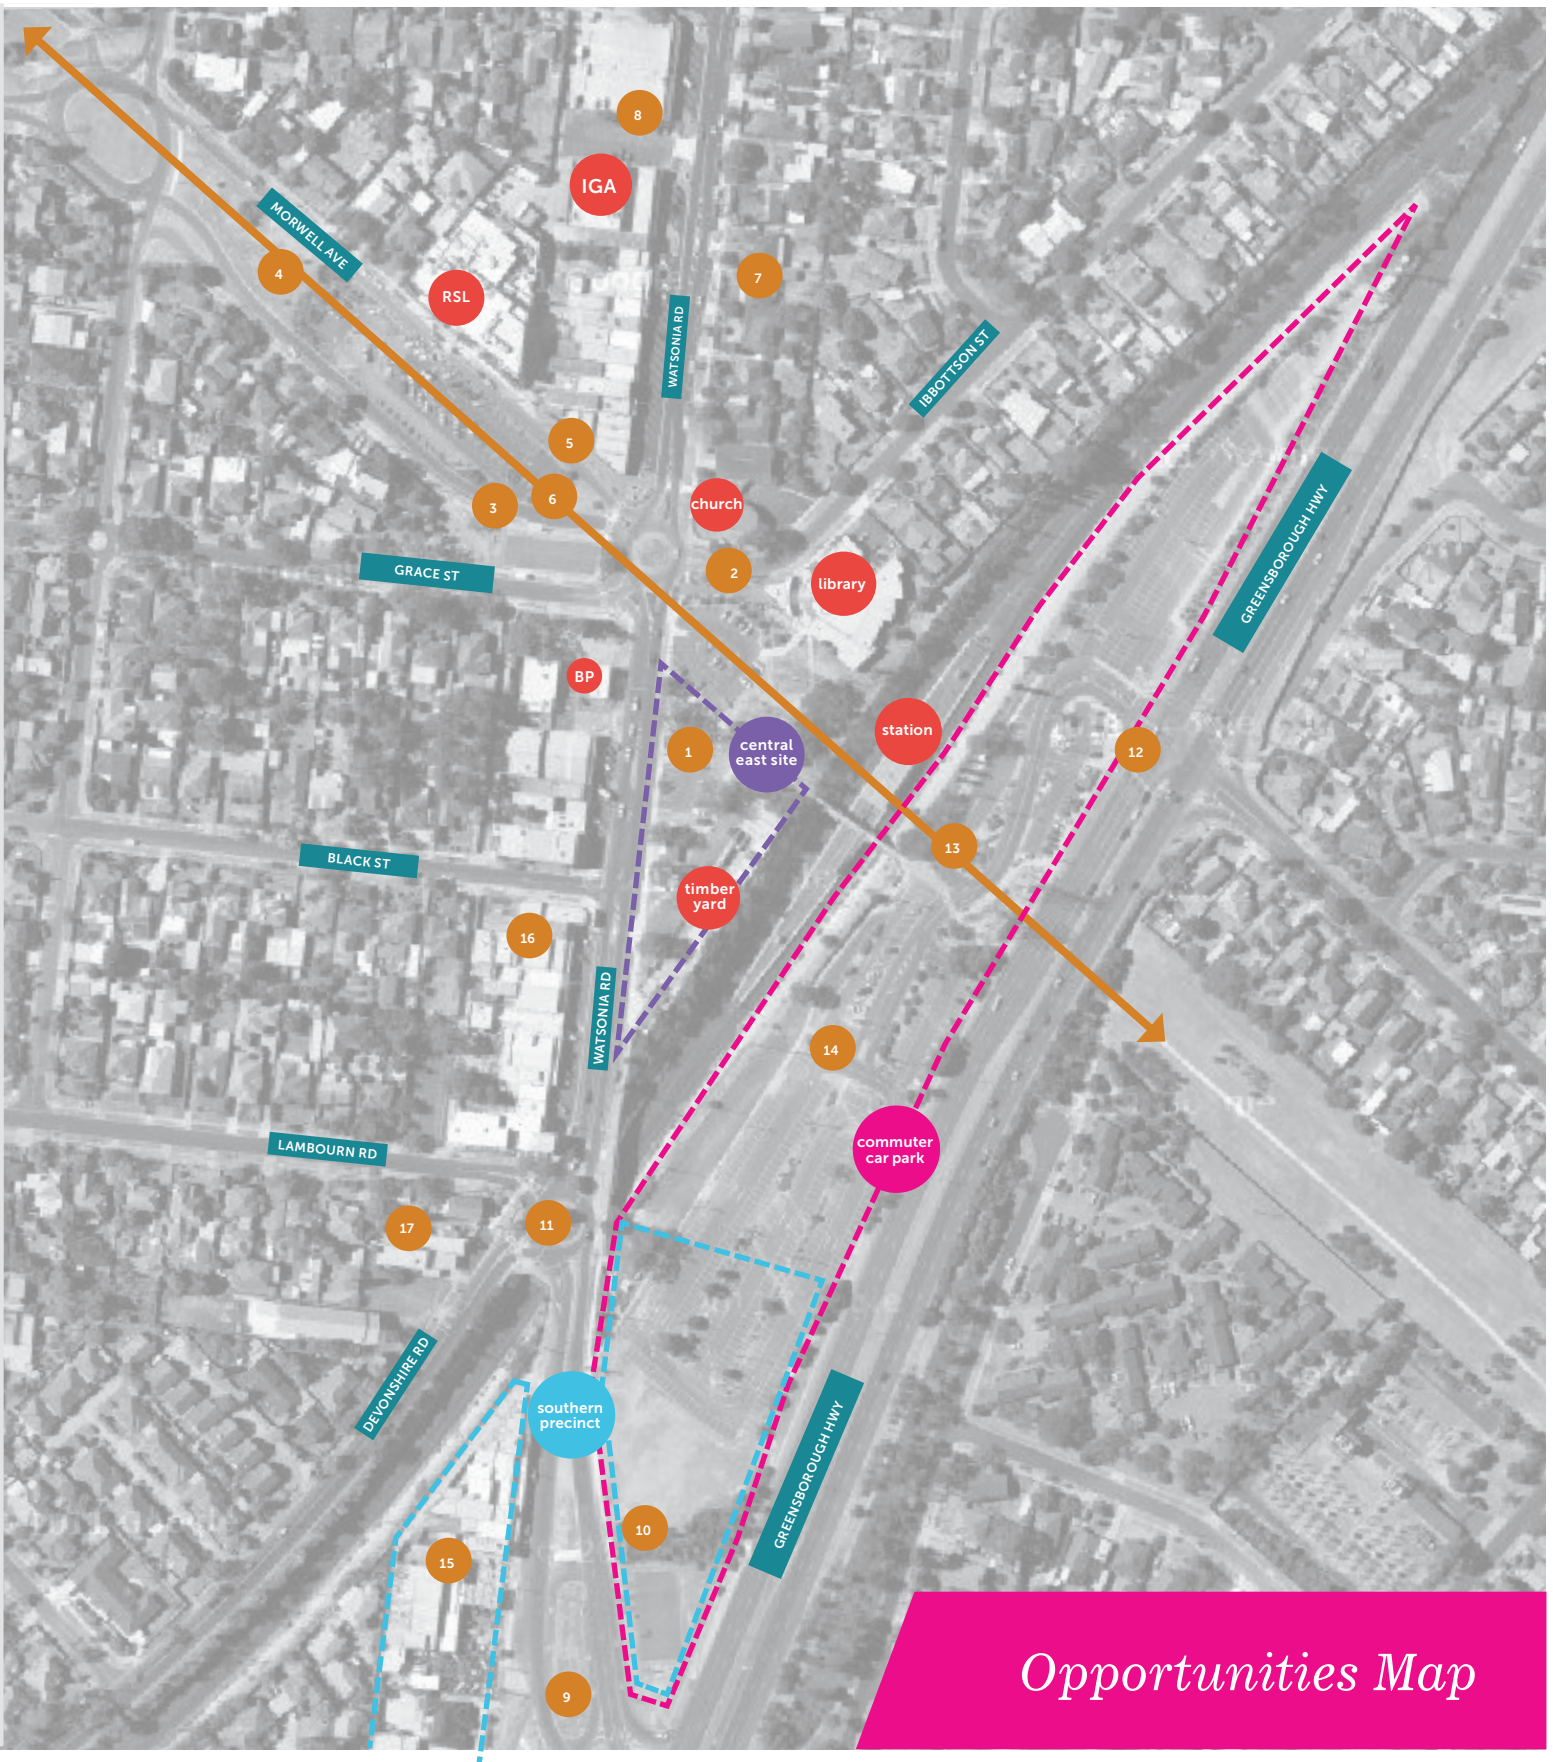 8
IGA
MORWELL AVE
4
7
RSL
WATSONIA RD
IBBOTTSON ST
5
6
3
church
GREENSBOROUGH HWY
GRACE ST
2
library
BP
1
central
east site
station
12
13
BLACK ST
timber
yard
16
WATSONIA RD
14
commuter
car park
LAMBOURN RD
17
11
DEVONSHIRE RD
southern
precinct
GREENSBOROUGH HWY
10
15
9
Opportunities Map